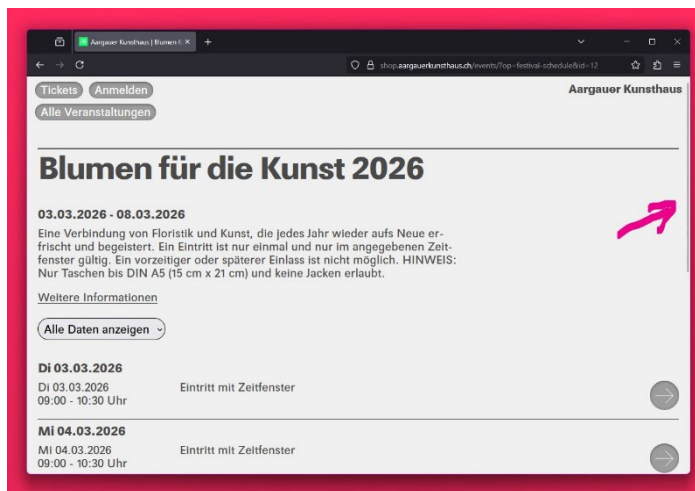 Aargauer Kunsthaus | Blumen f
shop.aargauerkunsthaus.ch/events/?op=festival-schedule&id=12
Tickets Anmelden
Aargauer Kunsthaus
Alle Veranstaltungen
Blumen für die Kunst 2026
03.03.2026 - 08.03.2026
Eine Verbindung von Floristik und Kunst, die jedes Jahr wieder aufs Neue er-
frischt und begeistert. Ein Eintritt ist nur einmal und nur im angegebenen Zeit-
fenster gültig. Ein vorzeitiger oder späterer Einlass ist nicht möglich. HINWEIS:
Nur Taschen bis DIN A5 (15 cm x 21 cm) und keine Jacken erlaubt.
Weitere Informationen
Alle Daten anzeigen
Di 03.03.2026
Di 03.03.2026 Eintritt mit Zeitfenster
09:00 - 10:30 Uhr
Mi 04.03.2026
Mi 04.03.2026 Eintritt mit Zeitfenster
09:00 - 10:30 Uhr